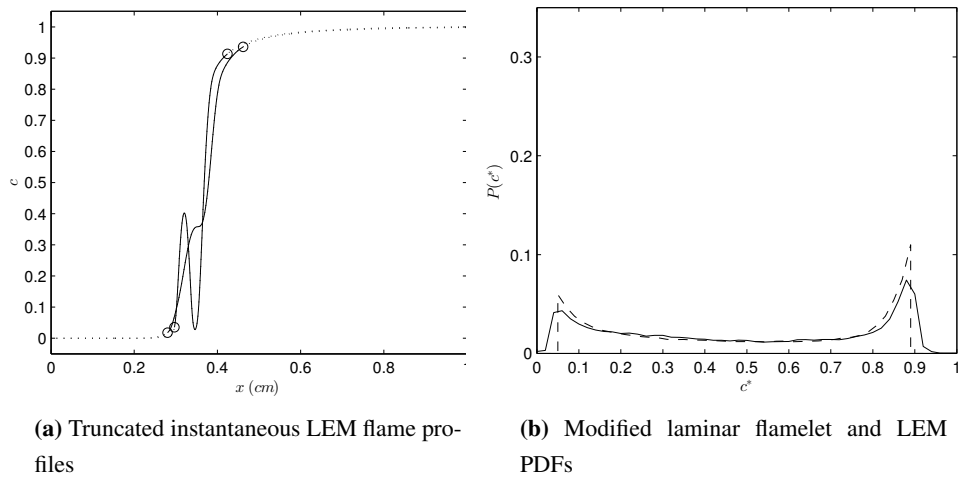 1
0.9
0.8
0.7
0.6
0.5
0.4
0.3
0.2
0.1
0
c
0 0.2 0.4 0.6 0.8 1
x (cm)
0.3
0.2
0.1
0
P(c*)
0 0.1 0.2 0.3 0.4 0.5 0.6 0.7 0.8 0.9 1
c*
(a) Truncated instantaneous LEM flame pro-
files
(b) Modified laminar flamelet and LEM
PDFs